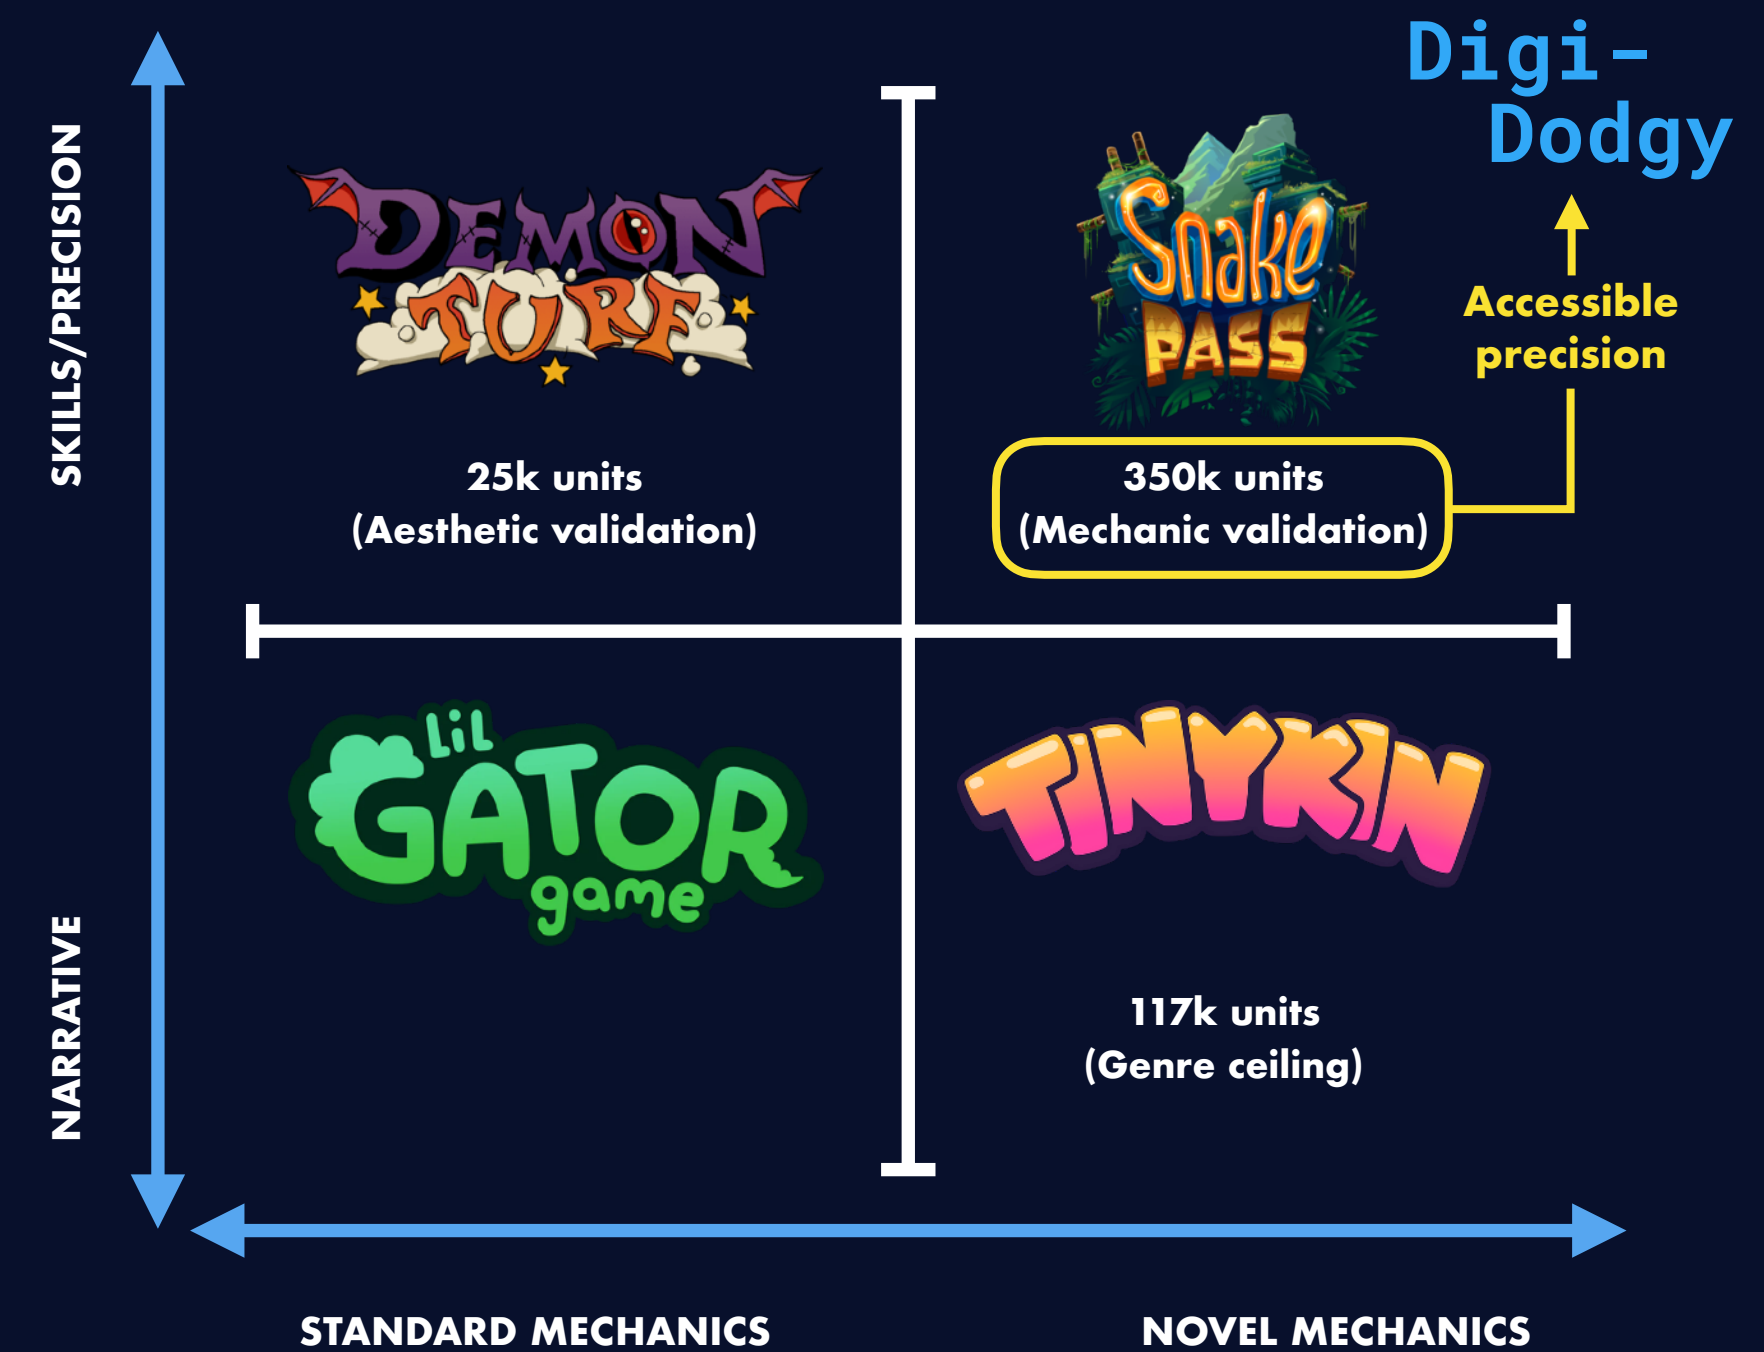 Digi-
Dodgy
SKILLS/PRECISION
DEMON
TURF
Snake
PASS
Accessible
precision
25k units
(Aesthetic validation)
350k units
(Mechanic validation)
LiL
GATOR
game
TINYKIN
NARRATIVE
117k units
(Genre ceiling)
STANDARD MECHANICS
NOVEL MECHANICS